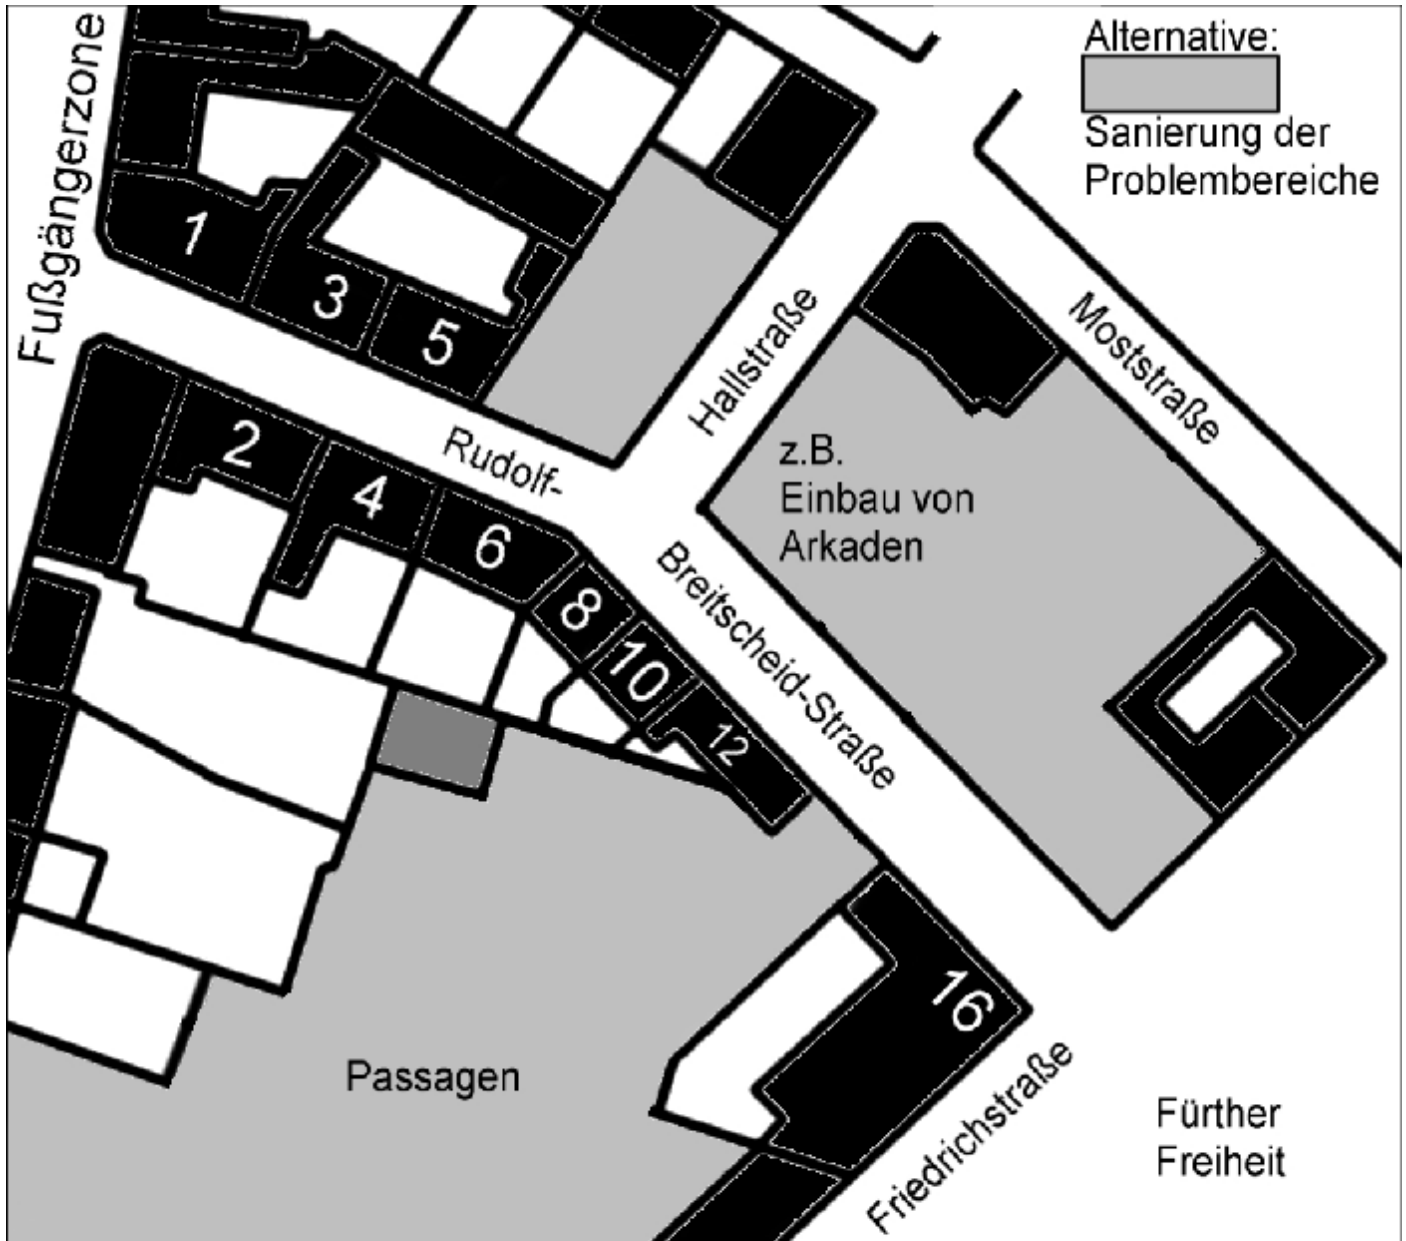 Alternative:
Sanierung der
Problembereiche
Fußgängerzone
1
3
5
Hallstraße
Moststraße
2
4
6
8
10
12
16
Rudolf-
Breitscheid-Straße
z.B.
Einbau von
Arkaden
Passagen
Friedrichstraße
Fürther
Freiheit